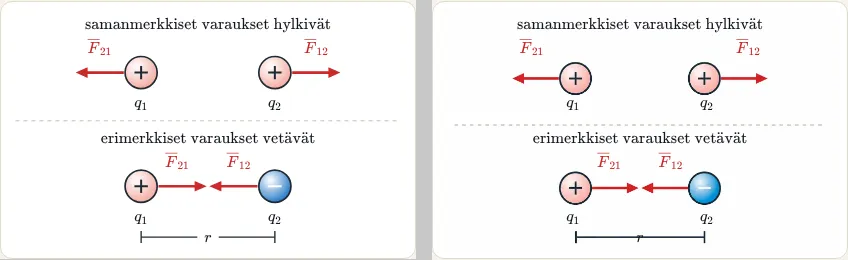 samanmerkkiset varaukset hylkivät
F̅₂₁ F̅₁₂
+ +
q₁ q₂
erimerkkiset varaukset vetävät
F̅₂₁ F̅₁₂
+ −
q₁ q₂
r
samanmerkkiset varaukset hylkivät
F̅₂₁ F̅₁₂
+ +
q₁ q₂
erimerkkiset varaukset vetävät
F̅₂₁ F̅₁₂
+ −
q₁ q₂
r